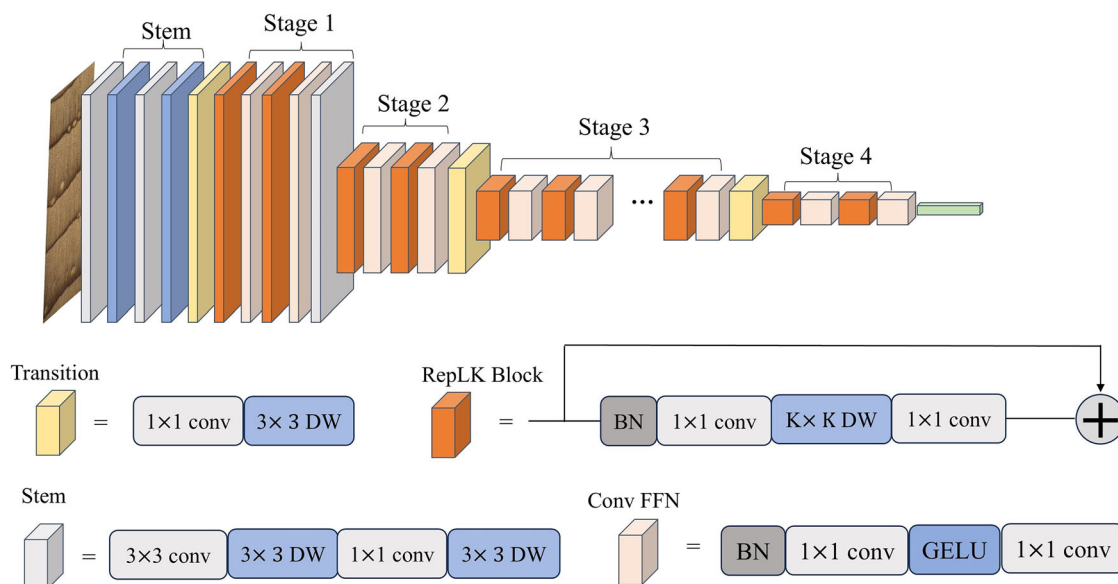 Stem
Stage 1
Stage 2
Stage 3
Stage 4
...
Transition
=
1×1 conv
3× 3 DW
RepLK Block
=
BN
1×1 conv
K× K DW
1×1 conv
+
Stem
=
3×3 conv
3× 3 DW
1×1 conv
3× 3 DW
Conv FFN
=
BN
1×1 conv
GELU
1×1 conv